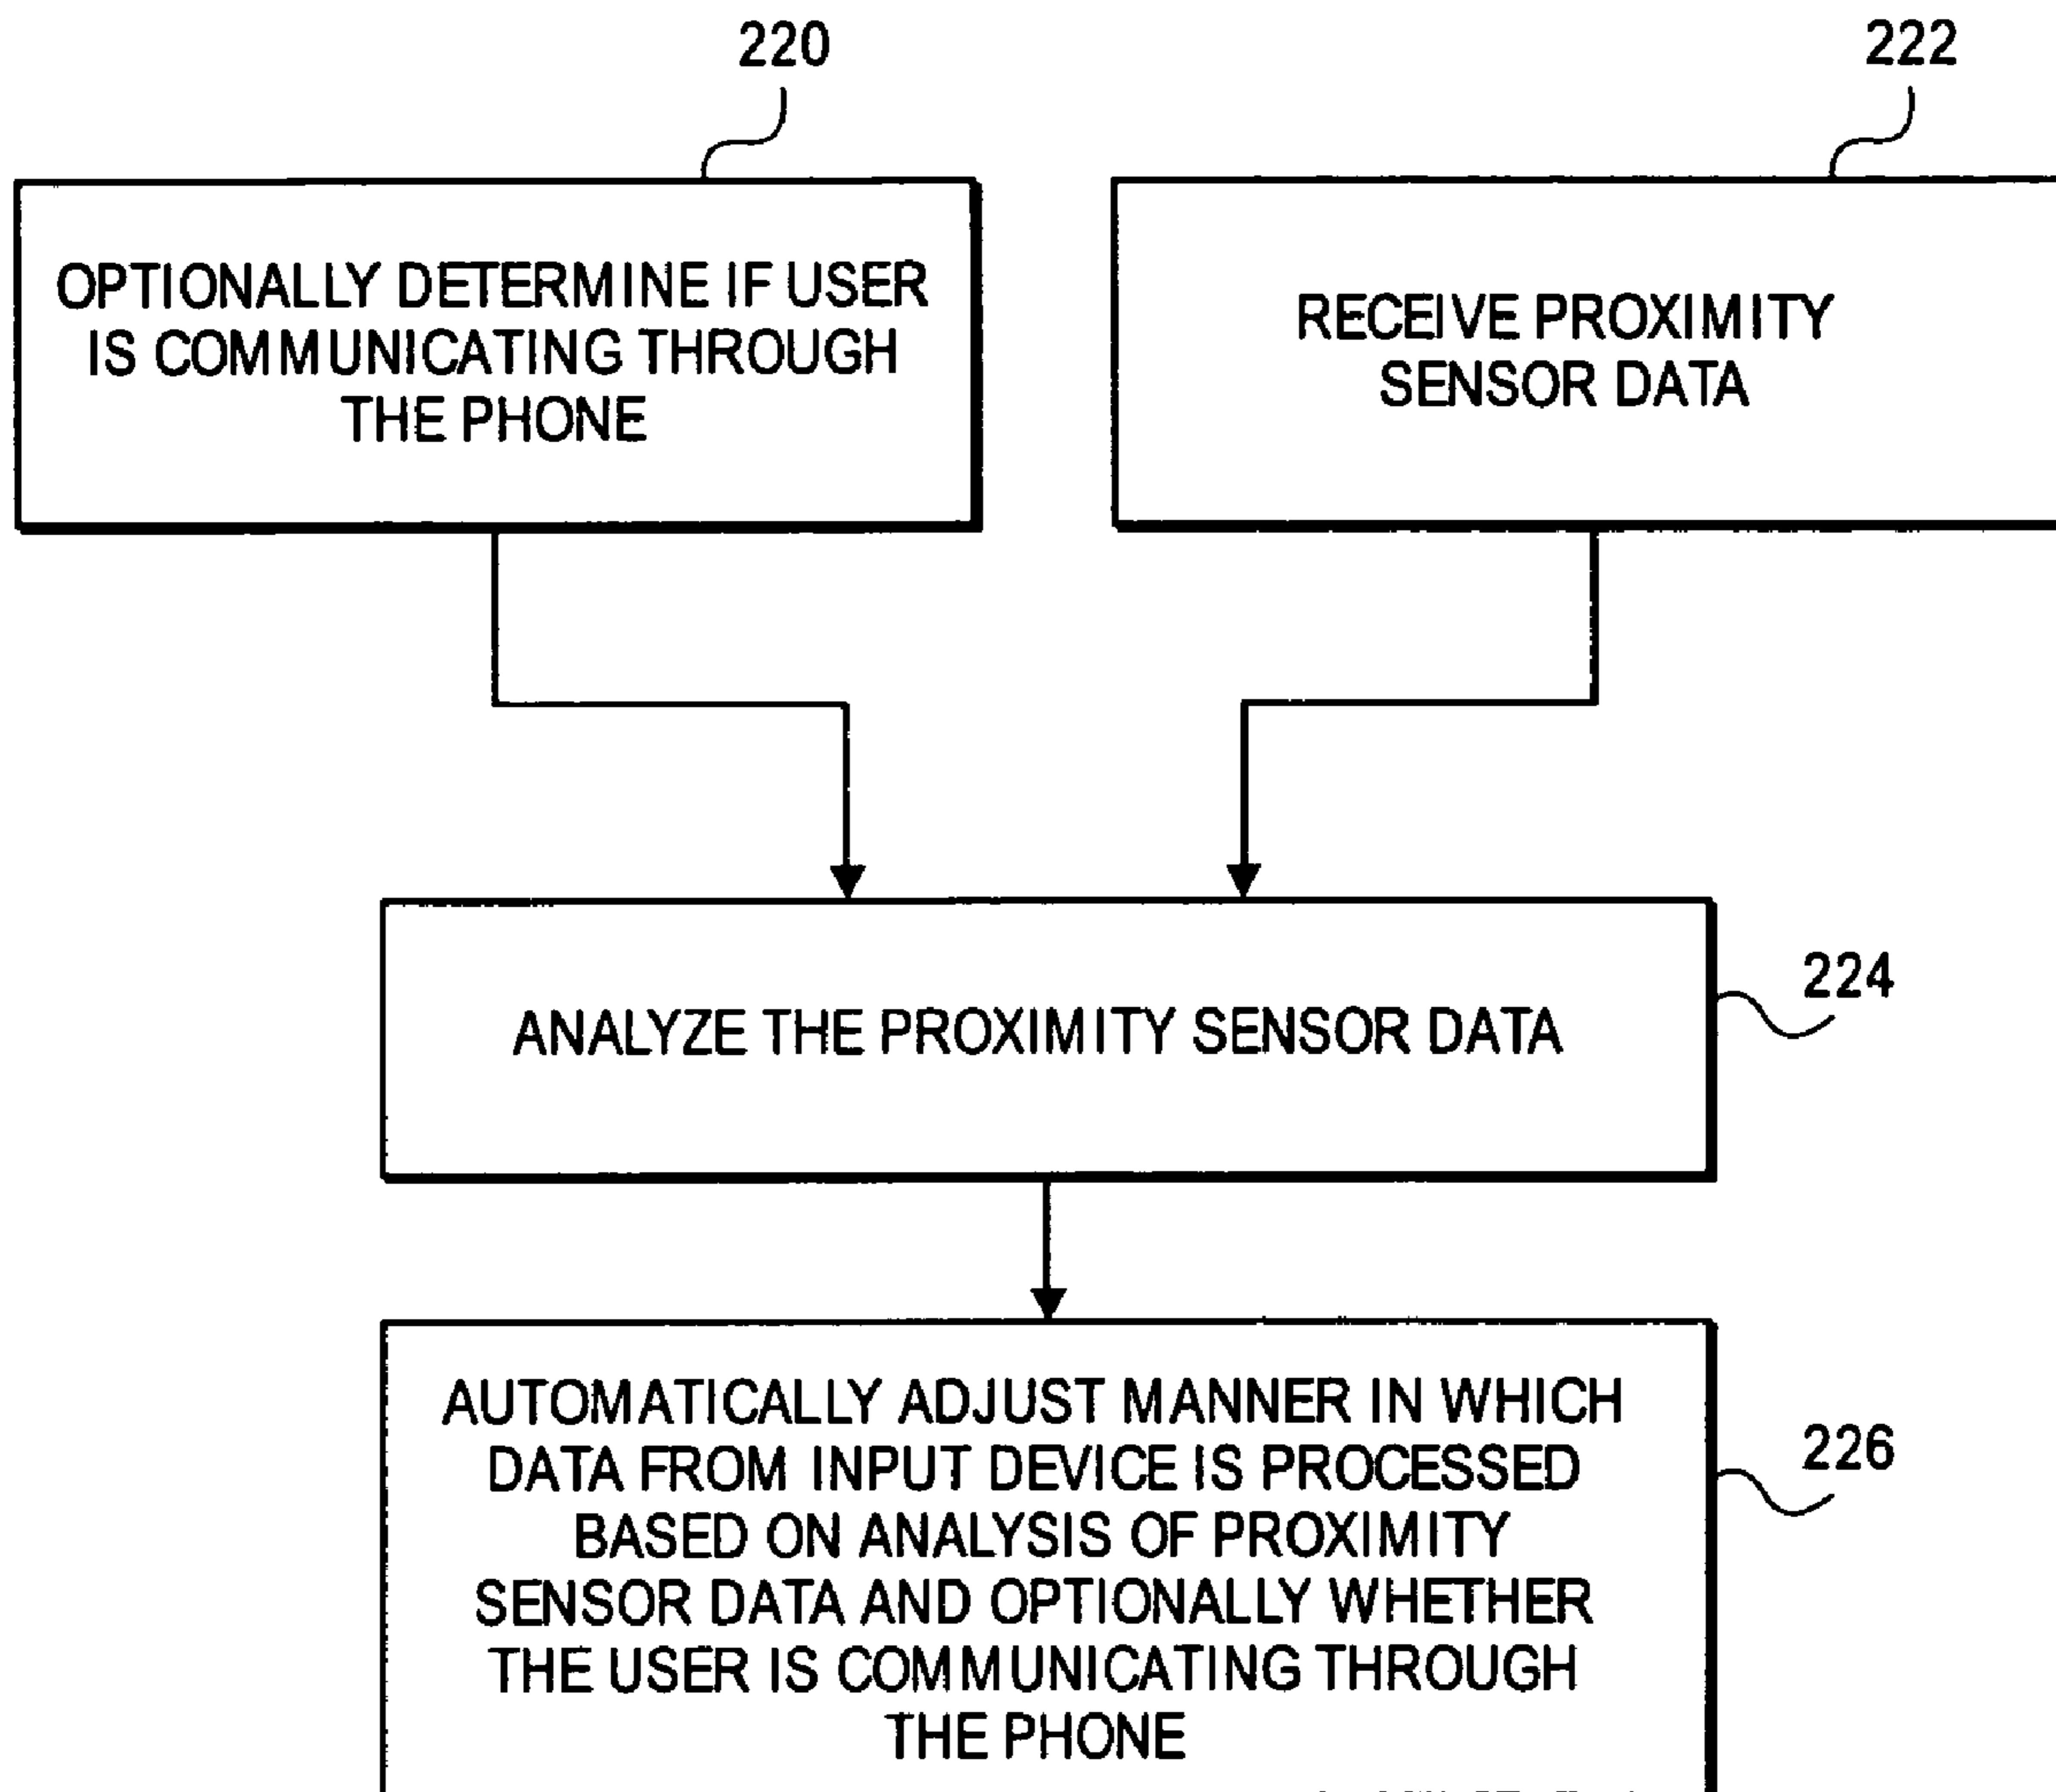 220
222
OPTIONALLY DETERMINE IF USER
IS COMMUNICATING THROUGH
THE PHONE
RECEIVE PROXIMITY
SENSOR DATA
224
ANALYZE THE PROXIMITY SENSOR DATA
AUTOMATICALLY ADJUST MANNER IN WHICH
226
DATA FROM INPUT DEVICE IS PROCESSED
BASED ON ANALYSIS OF PROXIMITY
SENSOR DATA AND OPTIONALLY WHETHER
THE USER IS COMMUNICATING THROUGH
THE PHONE